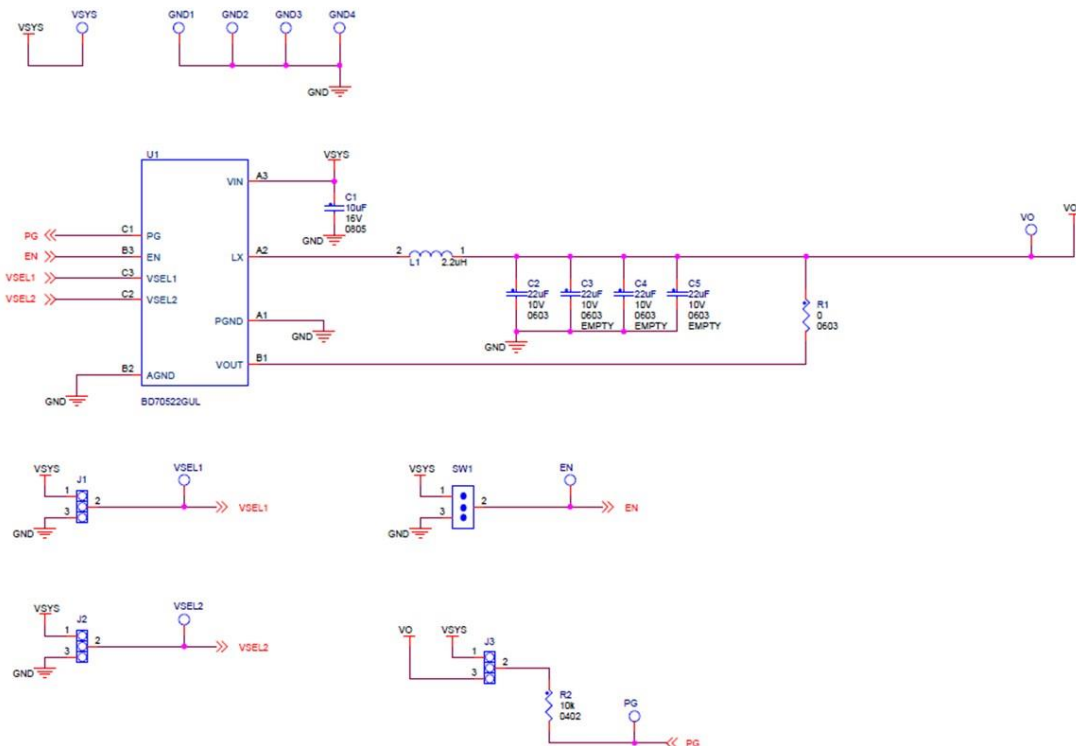 VSYS
VSYS
GND1
GND2
GND3
GND4
GND
U1
VSYS
VIN
A3
C1
10uF
16V
0805
GND
PG
C1
PG
EN
B3
EN
VSEL1
C3
VSEL1
VSEL2
C2
VSEL2
LX
A2
2
1
L1
2.2uH
VO
VO
C2
22uF
10V
0603
C3
22uF
10V
0603
EMPTY
C4
22uF
10V
0603
EMPTY
C5
22uF
10V
0603
EMPTY
R1
0
0603
GND
PGND
A1
GND
VOUT
B1
B2
AGND
GND
BD70522GUL
VSYS
J1
VSEL1
1
2
3
VSEL1
GND
VSYS
SW1
EN
1
2
3
EN
GND
VSYS
J2
VSEL2
1
2
3
VSEL2
GND
VO
VSYS
J3
1
2
3
R2
10k
0402
PG
PG